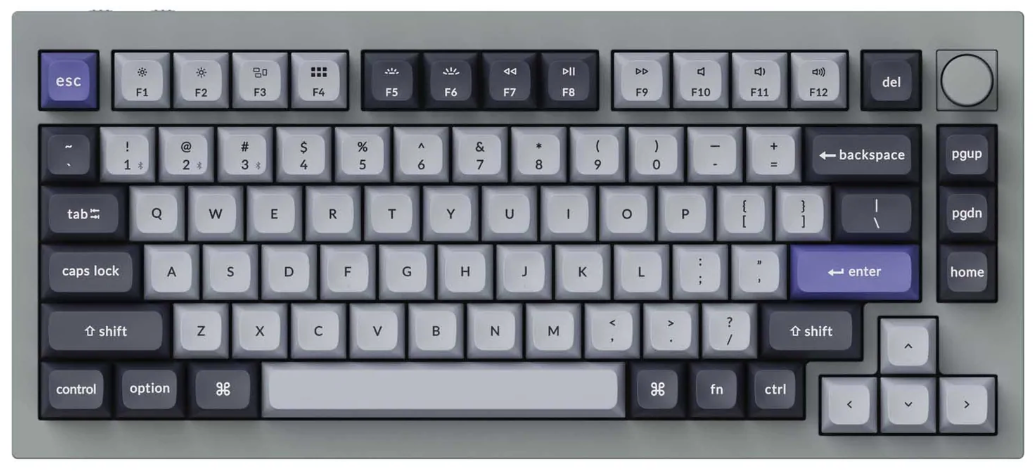 esc F1 F2 F3 F4 F5 F6 F7 F8 F9 F10 F11 F12 del
~ ! @ # $ % ^ & * ( ) — +
` 1 2 3 4 5 6 7 8 9 0 - = ← backspace pgup
tab Q W E R T Y U I O P { [ } ] | \ pgdn
caps lock A S D F G H J K L : ; " ' ↵ enter home
⇧ shift Z X C V B N M < , > . ? / ⇧ shift ^
control option ⌘ ⌘ fn ctrl < ⌄ >